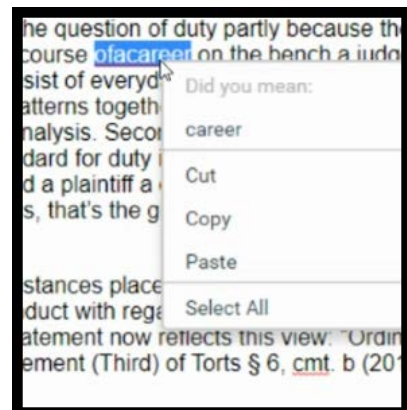 he question of duty partly because th
course ofacareer on the bench a judg
sist of everyd
Did you mean:
atterns togeth
career
nalysis. Secor
dard for duty i
Cut
d a plaintiff a
s, that's the g
Copy
Paste
stances place
duct with rega
Select All
atement now reflects this view: "Ordin
ement (Third) of Torts § 6, cmt. b (20